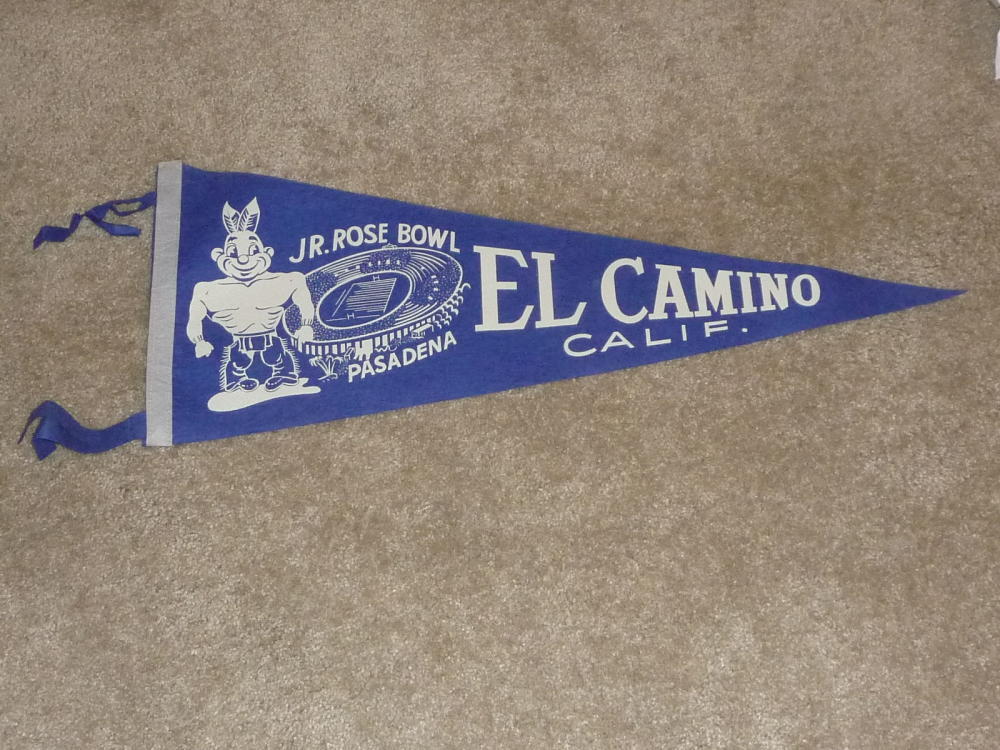 JR. ROSE BOWL
PASADENA
EL CAMINO
CALIF.